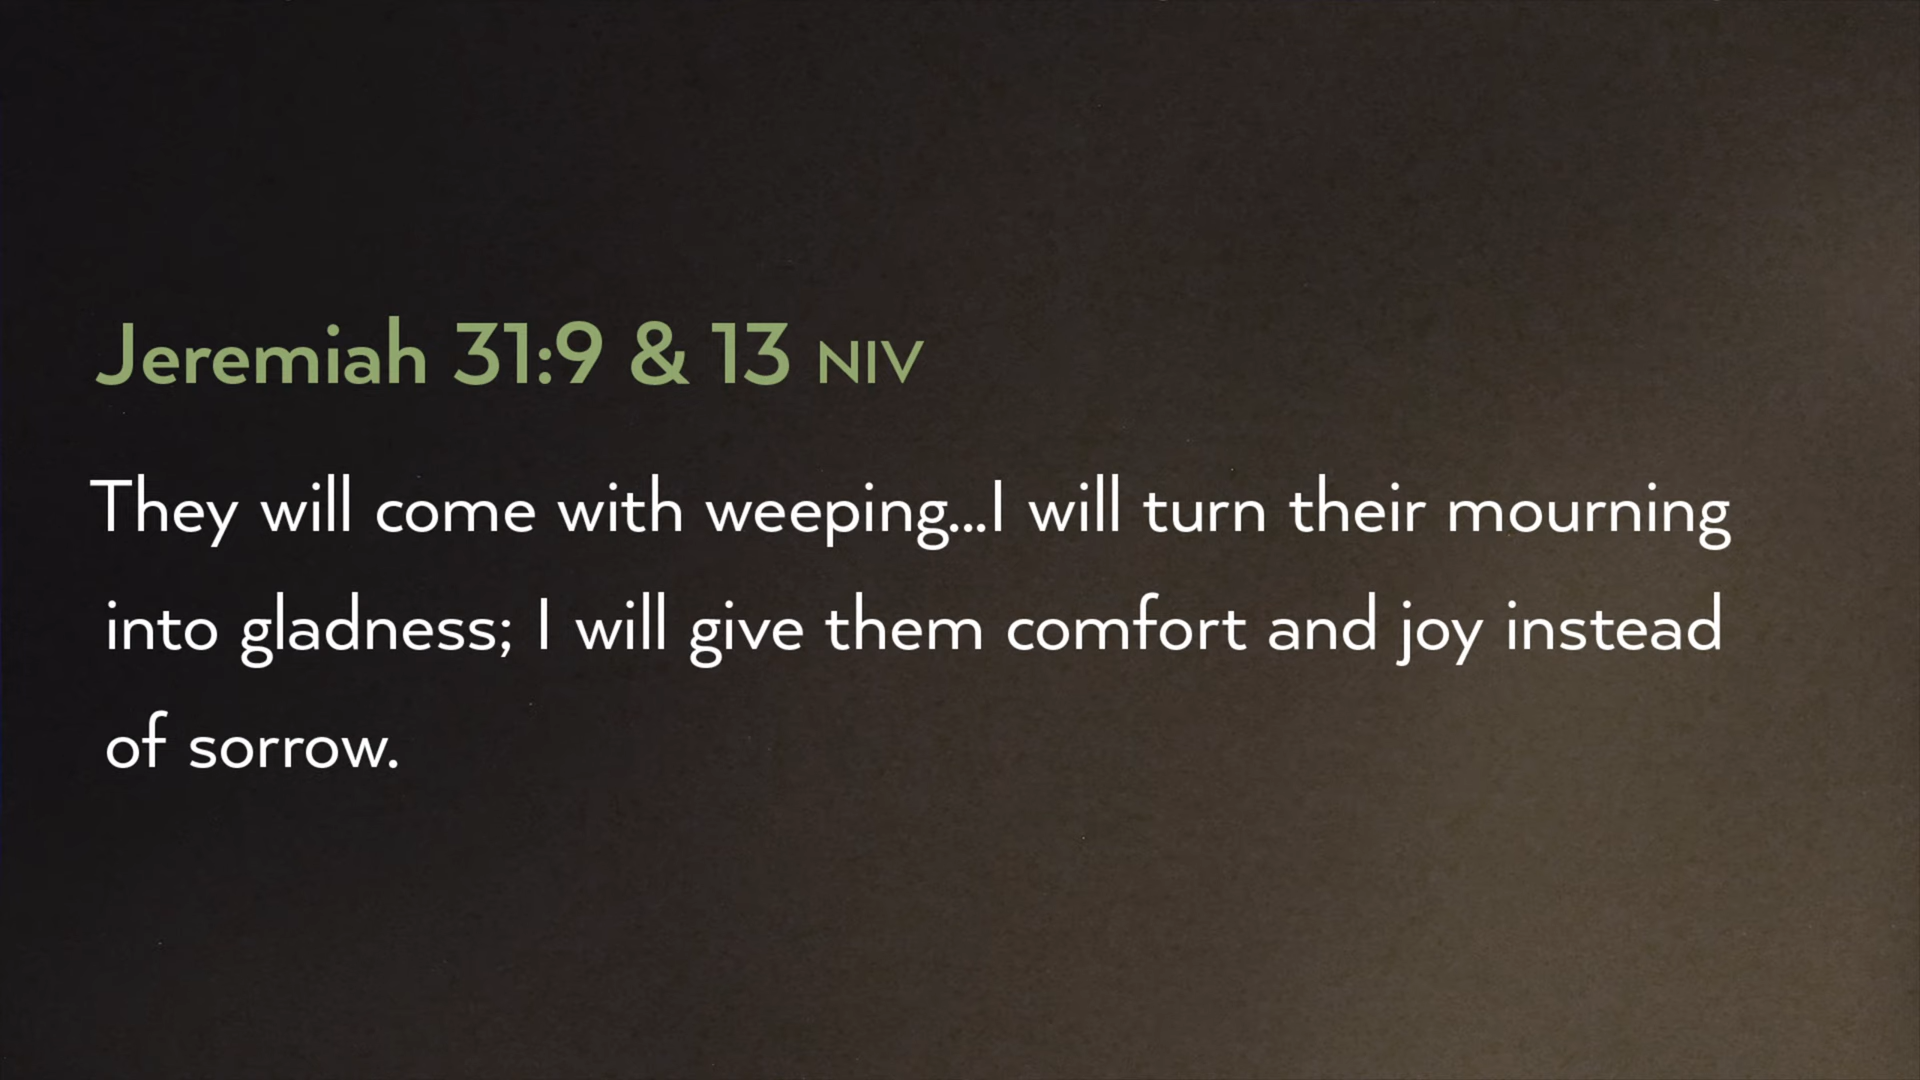 Jeremiah 31:9 & 13 NIV
They will come with weeping...I will turn their mourning
into gladness; I will give them comfort and joy instead
of sorrow.